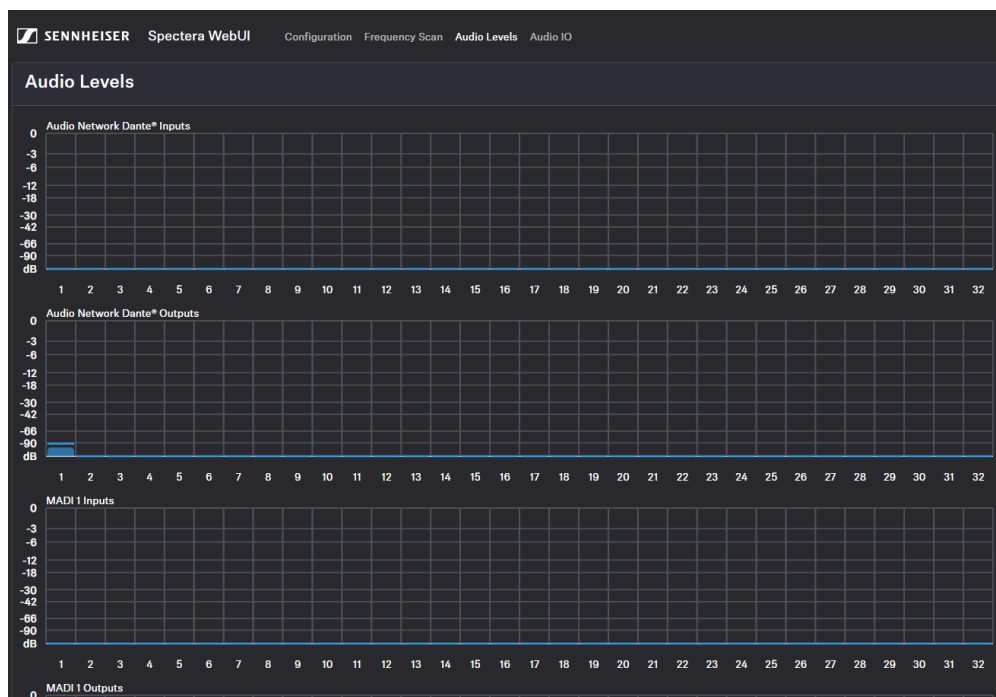 SENNHEISER Spectera WebUI Configuration Frequency Scan Audio Levels Audio IO
Audio Levels
Audio Network Dante® Inputs
0
-3
-6
-12
-18
-30
-42
-66
-90
dB
1 2 3 4 5 6 7 8 9 10 11 12 13 14 15 16 17 18 19 20 21 22 23 24 25 26 27 28 29 30 31 32
Audio Network Dante® Outputs
0
-3
-6
-12
-18
-30
-42
-66
-90
dB
1 2 3 4 5 6 7 8 9 10 11 12 13 14 15 16 17 18 19 20 21 22 23 24 25 26 27 28 29 30 31 32
MADI 1 Inputs
0
-3
-6
-12
-18
-30
-42
-66
-90
dB
1 2 3 4 5 6 7 8 9 10 11 12 13 14 15 16 17 18 19 20 21 22 23 24 25 26 27 28 29 30 31 32
MADI 1 Outputs
0